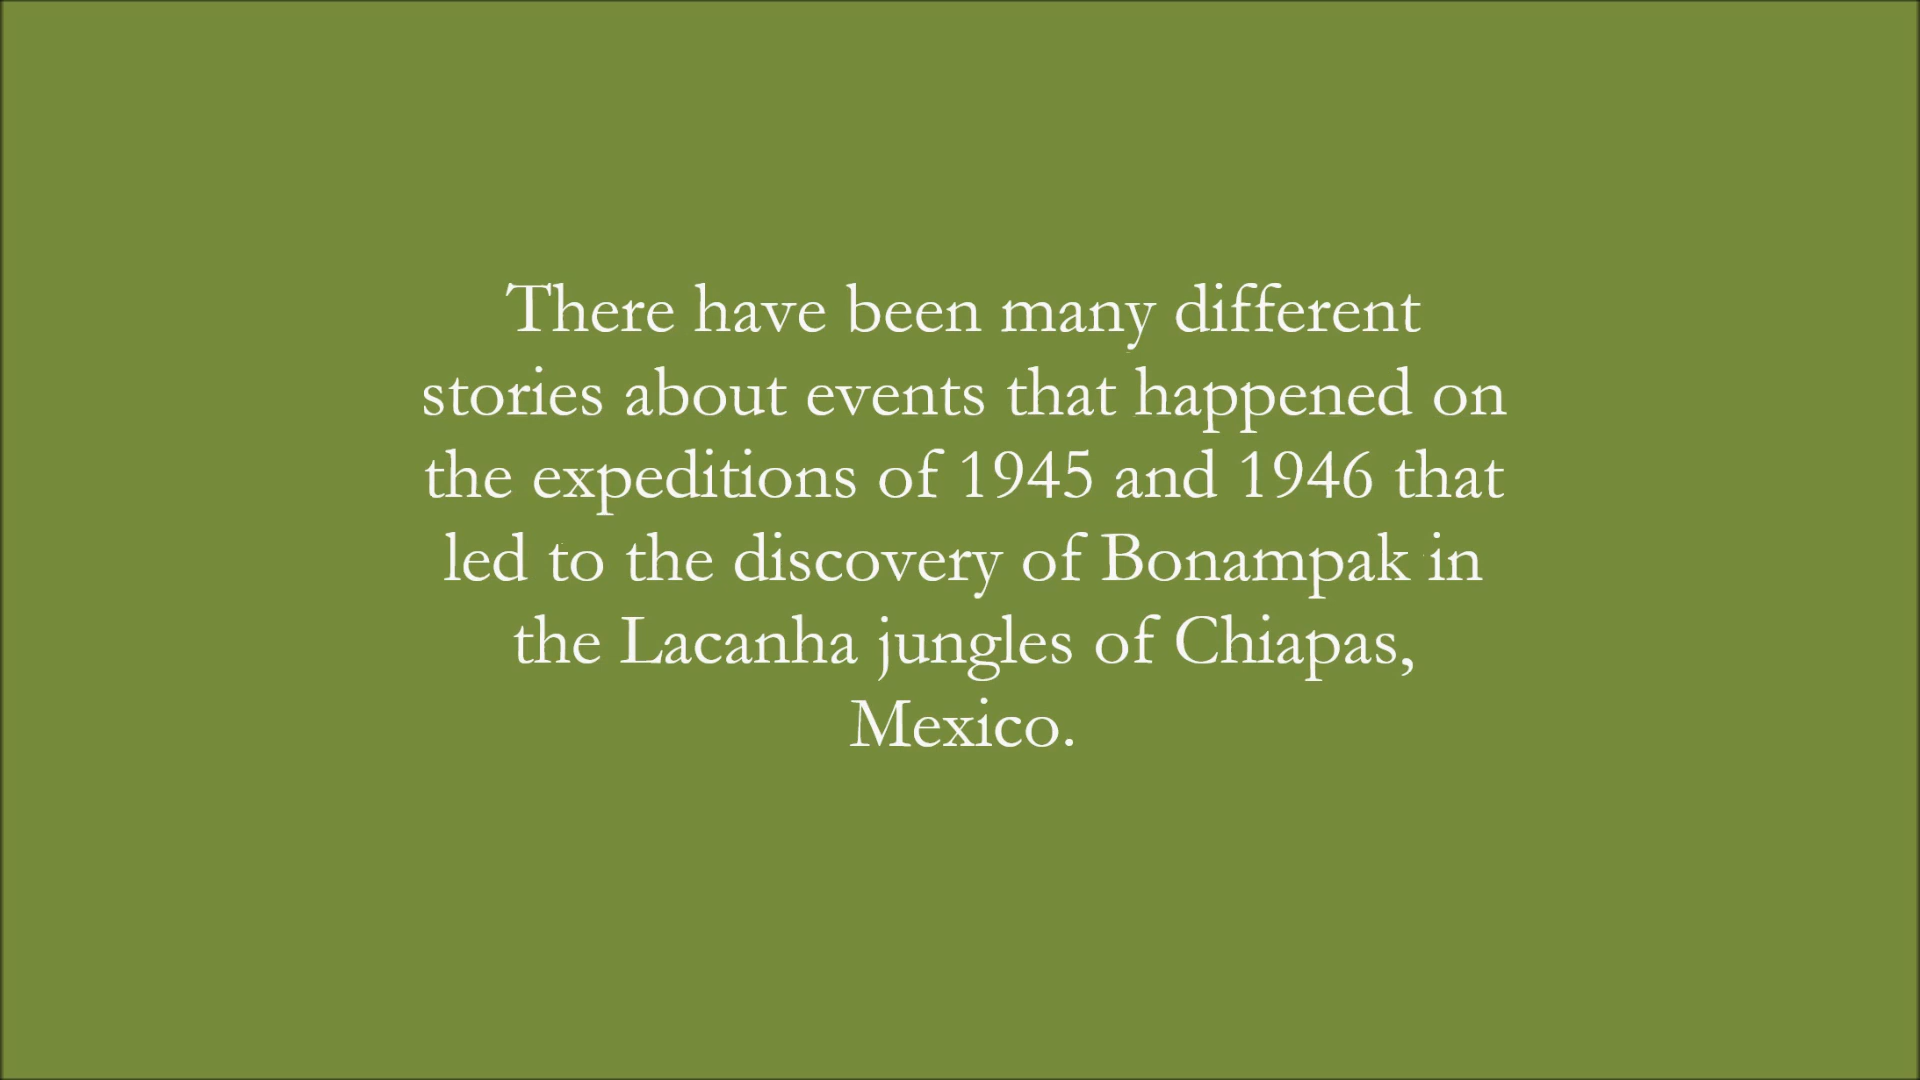 There have been many different
stories about events that happened on
the expeditions of 1945 and 1946 that
led to the discovery of Bonampak in
the Lacanha jungles of Chiapas,
Mexico.